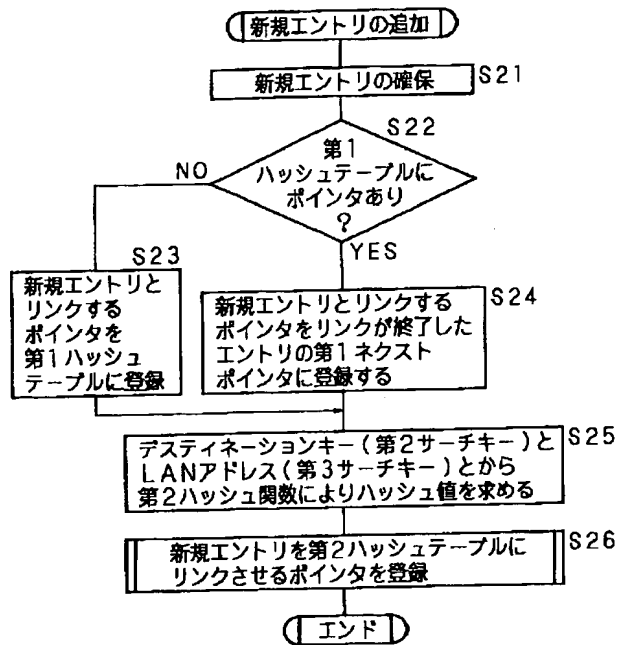 新規エントリの追加
新規エントリの確保
S21
S22
第1
ハッシュテーブルに
ポインタあり
?
NO
YES
S23
新規エントリと
リンクする
ポインタを
第1ハッシュ
テーブルに登録
S24
新規エントリとリンクする
ポインタをリンクが終了した
エントリの第1ネクスト
ポインタに登録する
デスティネーションキー(第2サーチキー)と
LANアドレス(第3サーチキー)とから
第2ハッシュ関数によりハッシュ値を求める
S25
新規エントリを第2ハッシュテーブルに
リンクさせるポインタを登録
S26
エンド